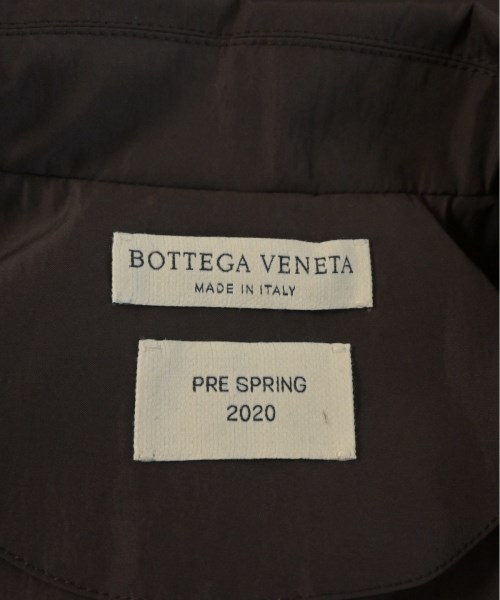 BOTTEGA VENETA
MADE IN ITALY
PRE SPRING
2020